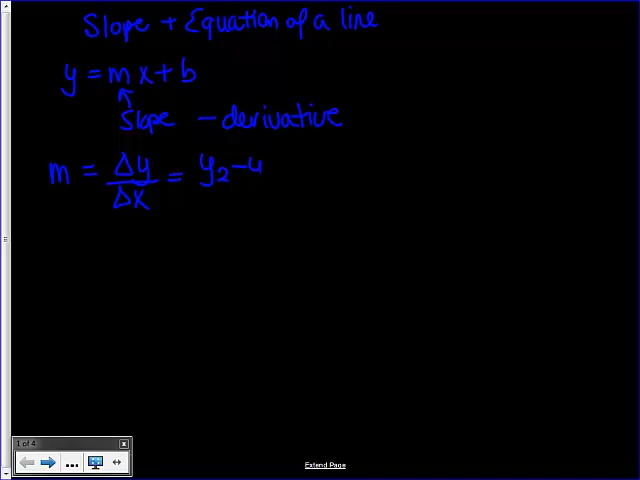 Slope + Equation of a line
y = mx + b
↑
Slope - derivative
m = Δy/Δx = y₂ - y
1 of 4
Extend Page